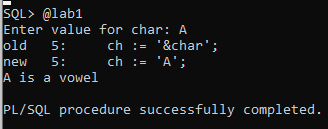 SQL> @lab1
Enter value for char: A
old   5:     ch := '&char';
new   5:     ch := 'A';
A is a vowel
PL/SQL procedure successfully completed.